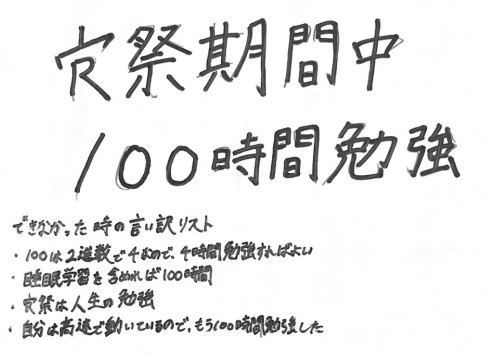 穴祭期間中
100時間勉強
できなかった時の言い訳リスト
・100は2進数で4なので、4時間勉強すればよい
・睡眠学習を含めれば100時間
・穴祭は人生の勉強
・自分は高速で動いているので、もう100時間勉強した